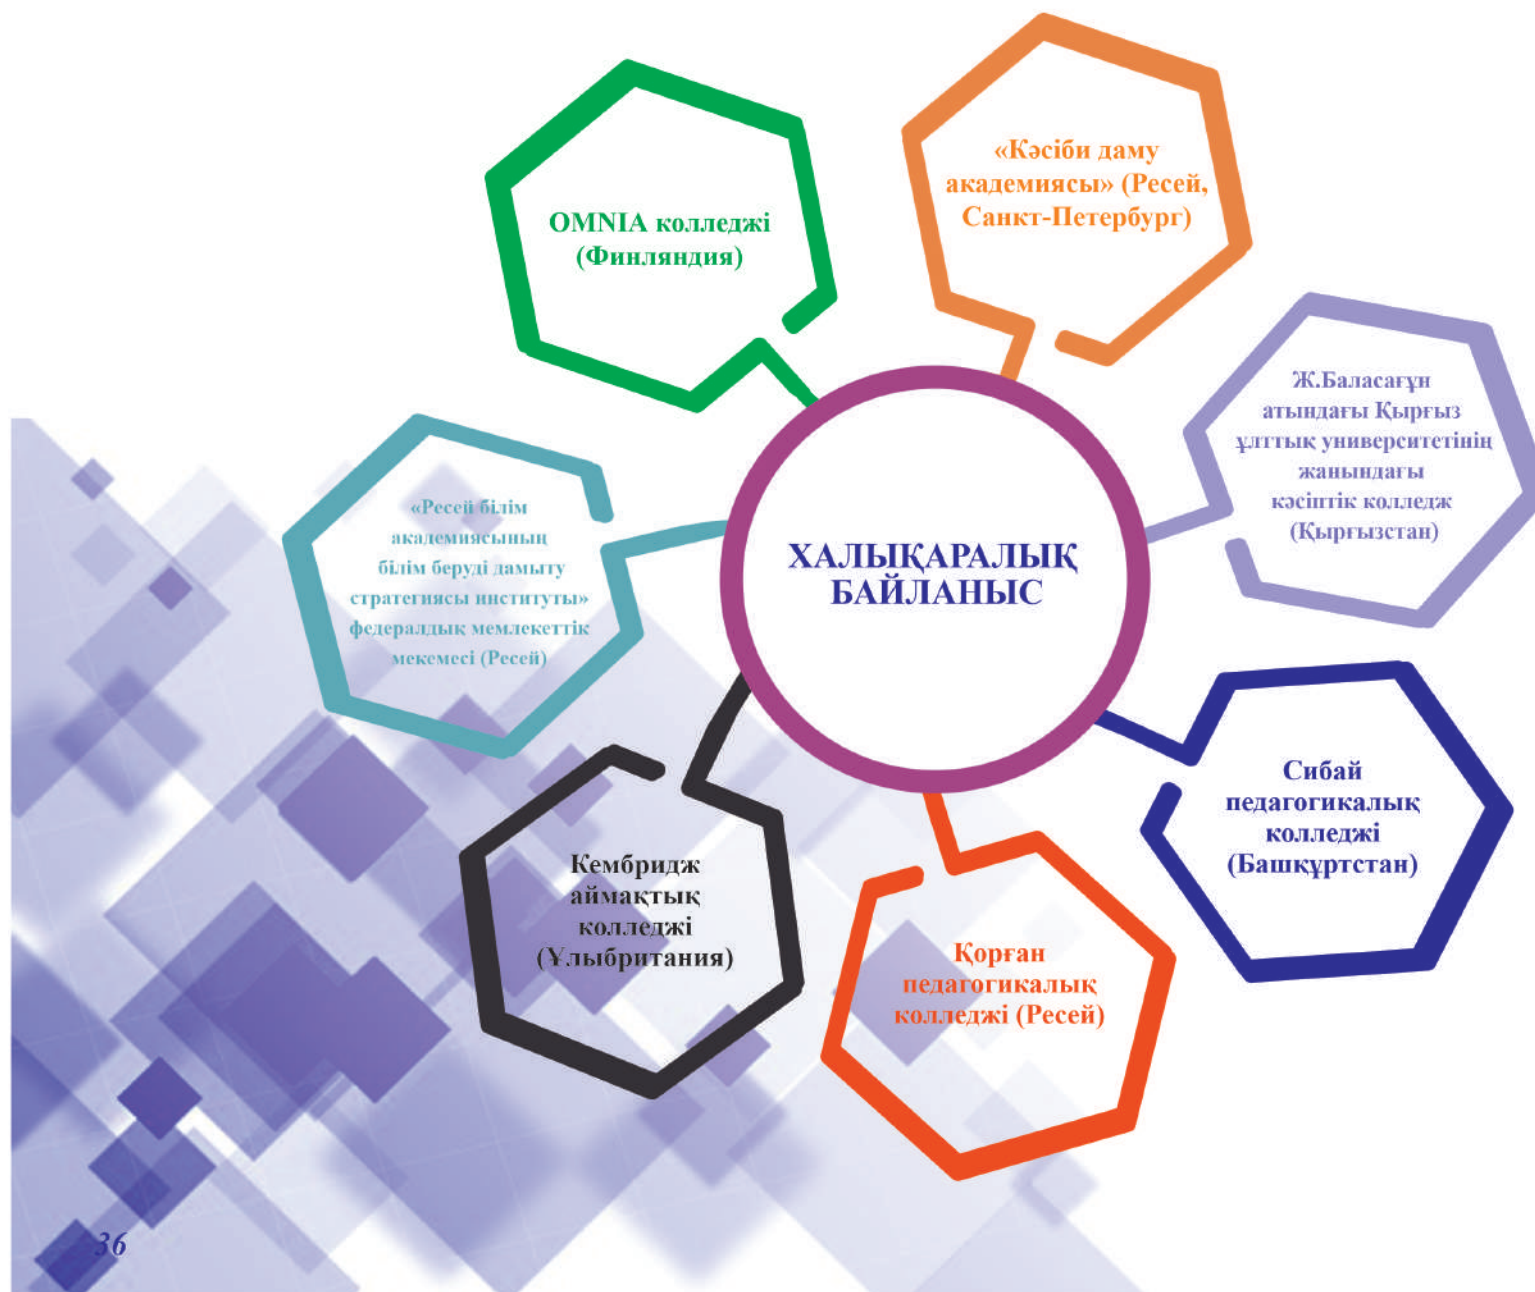 «Кәсіби даму
академиясы» (Ресей,
Санкт-Петербург)
OMNIA колледжі
(Финляндия)
Ж.Баласағұн
атындағы Қырғыз
ұлттық университетінің
жанындағы
кәсіптік колледж
(Қырғызстан)
«Ресей білім
академиясының
білім беруді дамыту
стратегиясы институты»
федералдық мемлекеттік
мекемесі (Ресей)
ХАЛЫҚАРАЛЫҚ
БАЙЛАНЫС
Сибай
педагогикалық
колледжі
(Башқұртстан)
Кембридж
аймақтық
колледжі
(Ұлыбритания)
Қорған
педагогикалық
колледжі (Ресей)
36